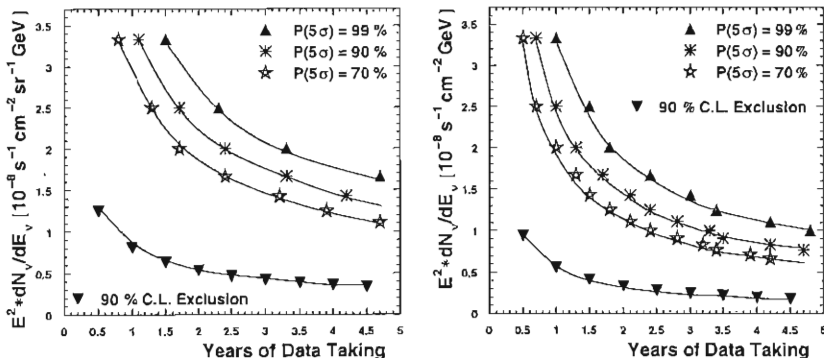 E²*dNᵥ/dEᵥ [10⁻⁸ s⁻¹ cm⁻² sr⁻¹ GeV]
3.5
3
2.5
2
1.5
1
0.5
0
▲ P(5σ) = 99 %
✳ P(5σ) = 90 %
☆ P(5σ) = 70 %
▼ 90 % C.L. Exclusion
0 0.5 1 1.5 2 2.5 3 3.5 4 4.5 5
Years of Data Taking
E²*dNᵥ/dEᵥ [10⁻⁸ s⁻¹ cm⁻² GeV]
3.5
3
2.5
2
1.5
1
0.5
0
▲ P(5σ) = 99 %
✳ P(5σ) = 90 %
☆ P(5σ) = 70 %
▼ 90 % C.L. Exclusion
0 0.5 1 1.5 2 2.5 3 3.5 4 4.5 5
Years of Data Taking